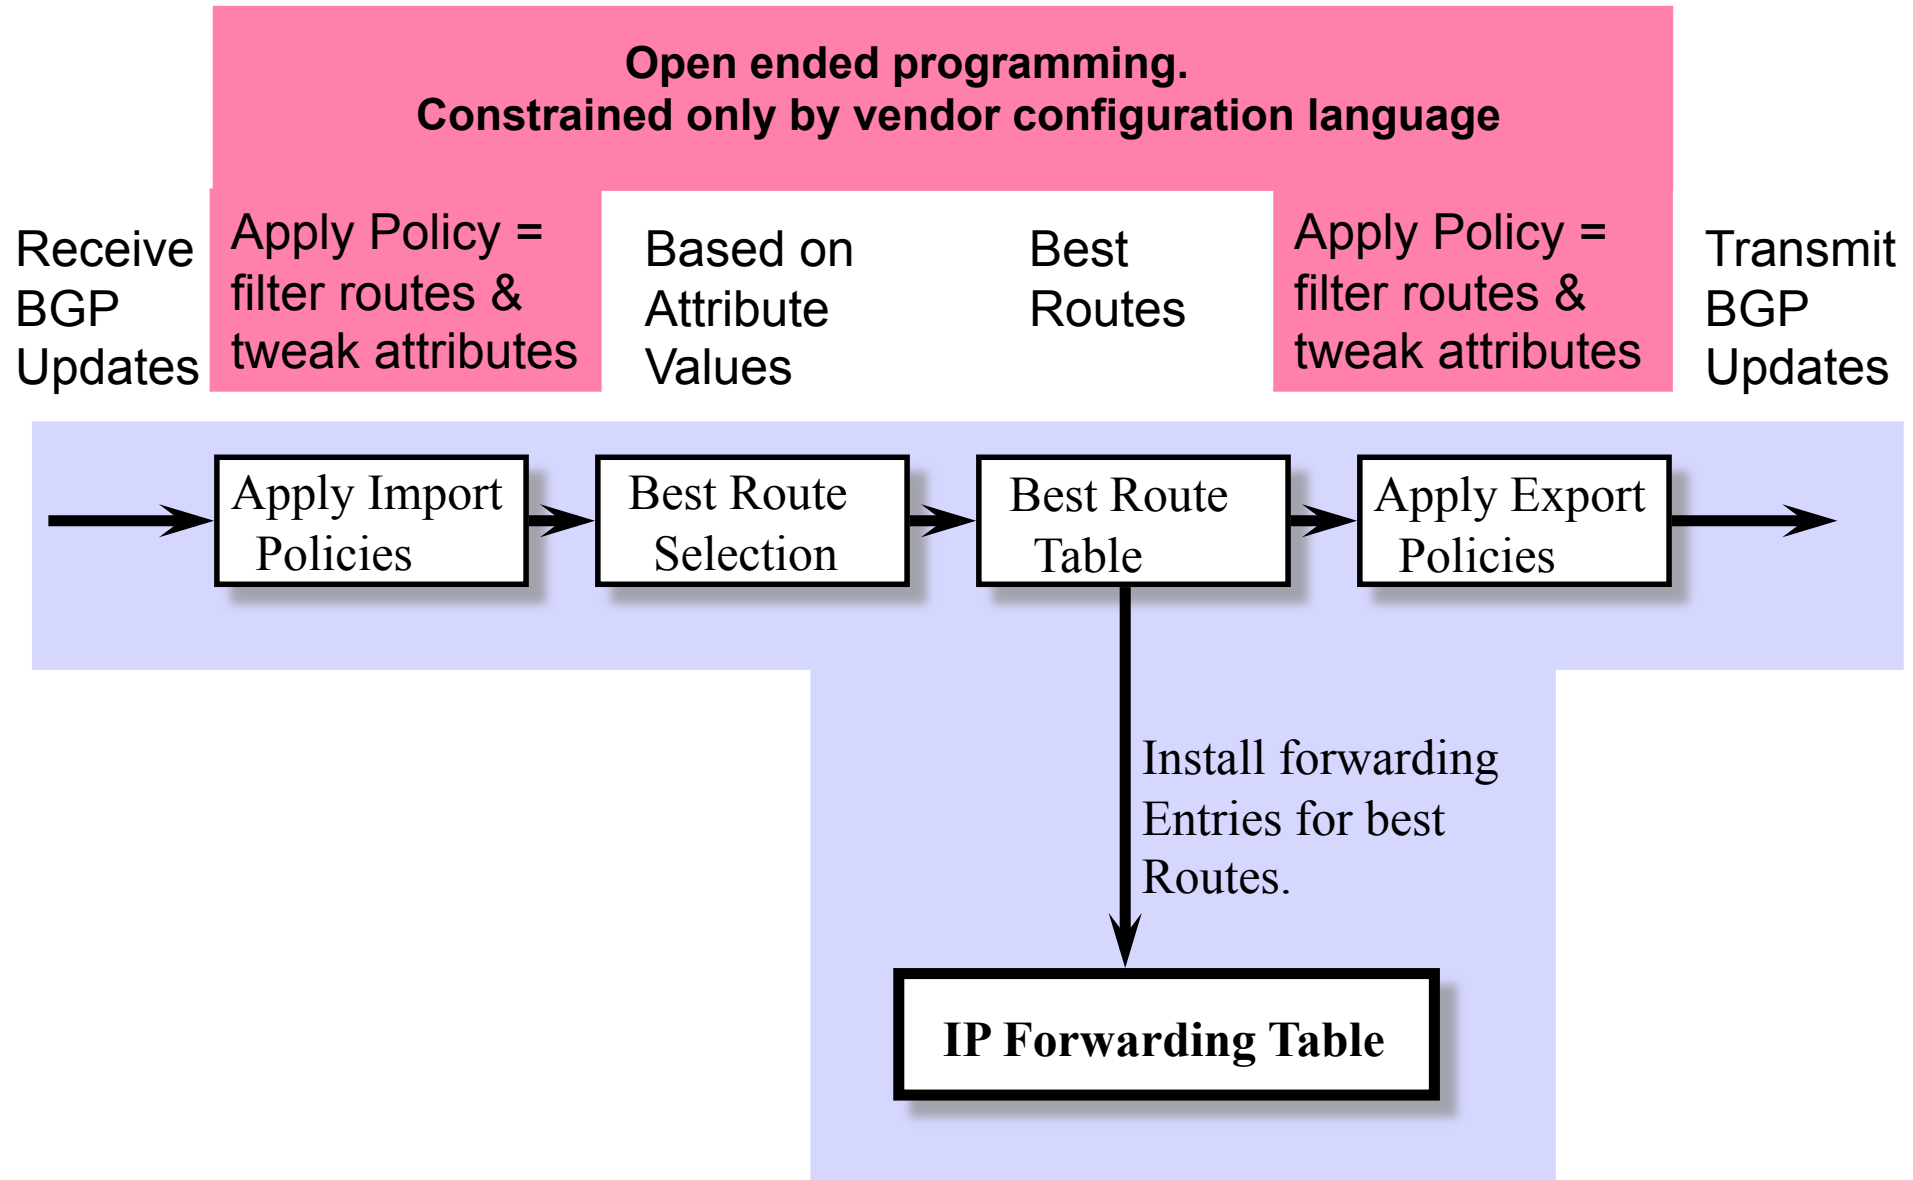 Open ended programming.
Constrained only by vendor configuration language
Receive
BGP
Updates
Apply Policy =
filter routes &
tweak attributes
Based on
Attribute
Values
Best
Routes
Apply Policy =
filter routes &
tweak attributes
Transmit
BGP
Updates
Apply Import
Policies
Best Route
Selection
Best Route
Table
Apply Export
Policies
Install forwarding
Entries for best
Routes.
IP Forwarding Table